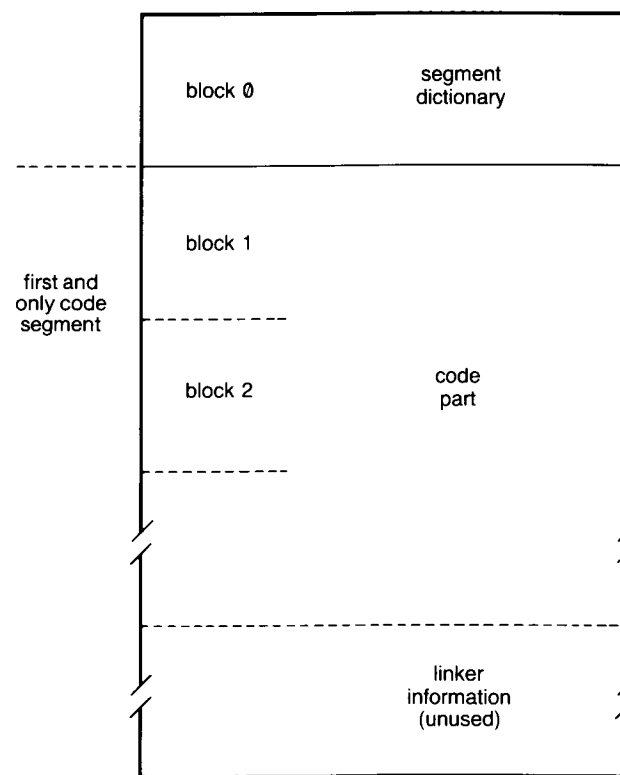 block 0
segment
dictionary
block 1
first and
only code
segment
block 2
code
part
linker
information
(unused)